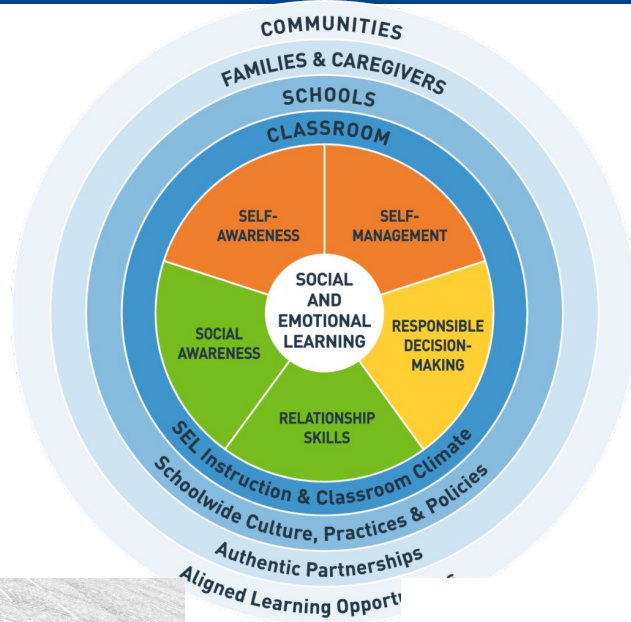 COMMUNITIES
FAMILIES & CAREGIVERS
SCHOOLS
CLASSROOM
SELF-
AWARENESS
SELF-
MANAGEMENT
SOCIAL
AND
EMOTIONAL
LEARNING
SOCIAL
AWARENESS
RESPONSIBLE
DECISION-
MAKING
RELATIONSHIP
SKILLS
SEL Instruction & Classroom Climate
Schoolwide Culture, Practices & Policies
Authentic Partnerships
Aligned Learning